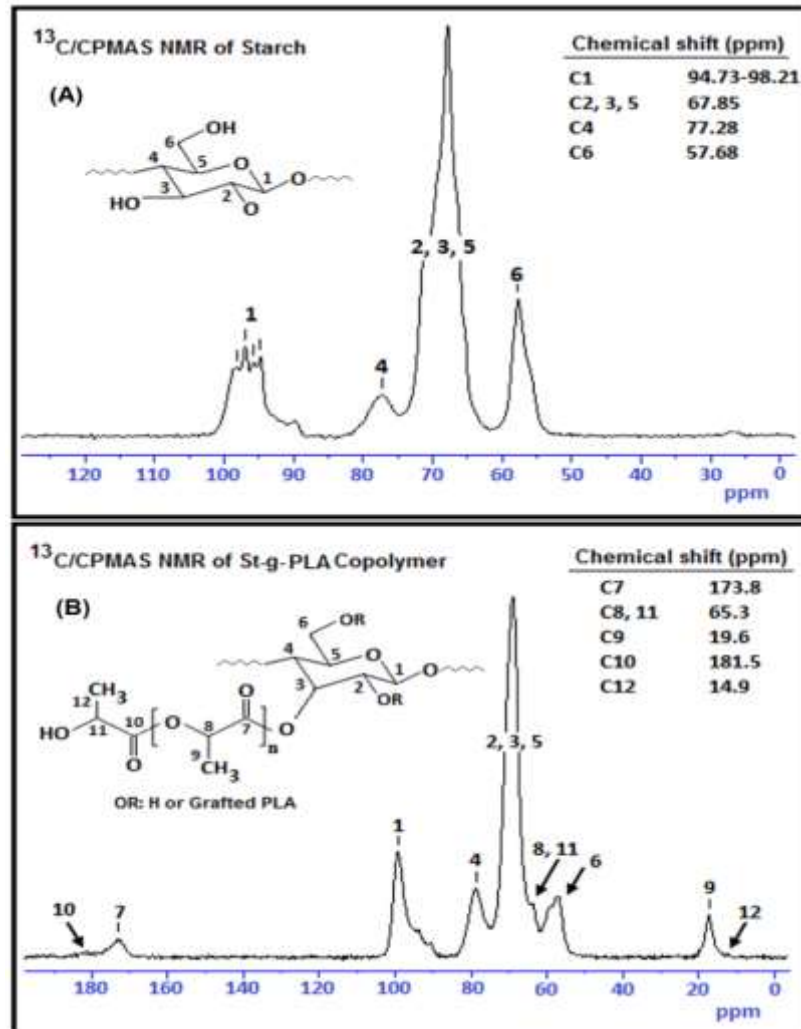 13C/CPMAS NMR of Starch
Chemical shift (ppm)
(A)
C1 94.73-98.21
C2, 3, 5 67.85
C4 77.28
C6 57.68
6
OH
4
5
O
1
O
HO
3
2
O
2, 3, 5
6
1
4
120 100 90 80 70 60 50 40 30 20 10 0
ppm
13C/CPMAS NMR of St-g-PLA Copolymer
Chemical shift (ppm)
(B)
C7 173.8
C8, 11 65.3
C9 19.6
C10 181.5
C12 14.9
6
OR
4
5
O
1
O
3
2
OR
CH3
12
O
10
O
8
7
O
HO
11
O
9
CH3
n
OR: H or Grafted PLA
2, 3, 5
1
4
8, 11
6
10
7
9
12
180 160 140 120 100 80 60 40 20 0
ppm